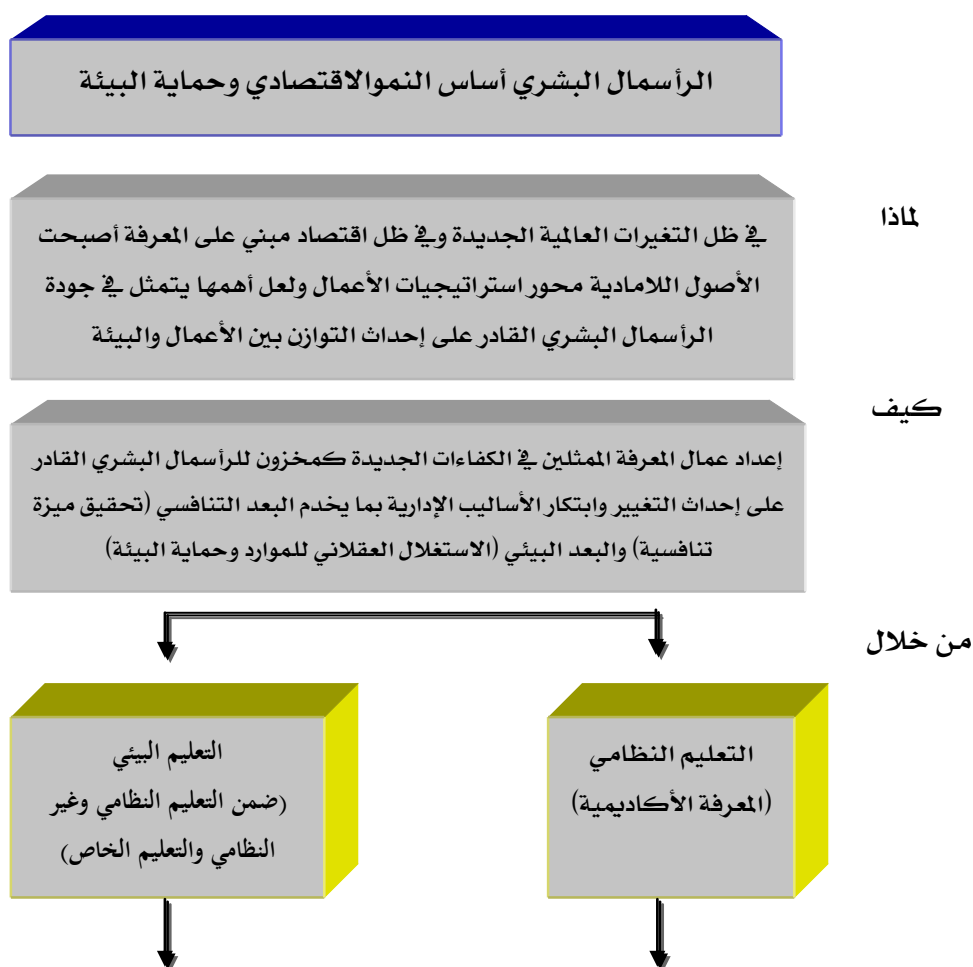 الرأسمال البشري أساس النموالاقتصادي وحماية البيئة
لماذا
في ظل التغيرات العالمية الجديدة وفي ظل اقتصاد مبني على المعرفة أصبحت
الأصول اللامادية محور استراتيجيات الأعمال ولعل أهمها يتمثل في جودة
الرأسمال البشري القادر على إحداث التوازن بين الأعمال والبيئة
كيف
إعداد عمال المعرفة الممثلين في الكفاءات الجديدة كمخزون للرأسمال البشري القادر
على إحداث التغيير وابتكار الأساليب الإدارية بما يخدم البعد التنافسي (تحقيق ميزة
تنافسية) والبعد البيئي (الاستغلال العقلاني للموارد وحماية البيئة)
من خلال
التعليم النظامي
(المعرفة الأكاديمية)
التعليم البيئي
(ضمن التعليم النظامي وغير
النظامي والتعليم الخاص)